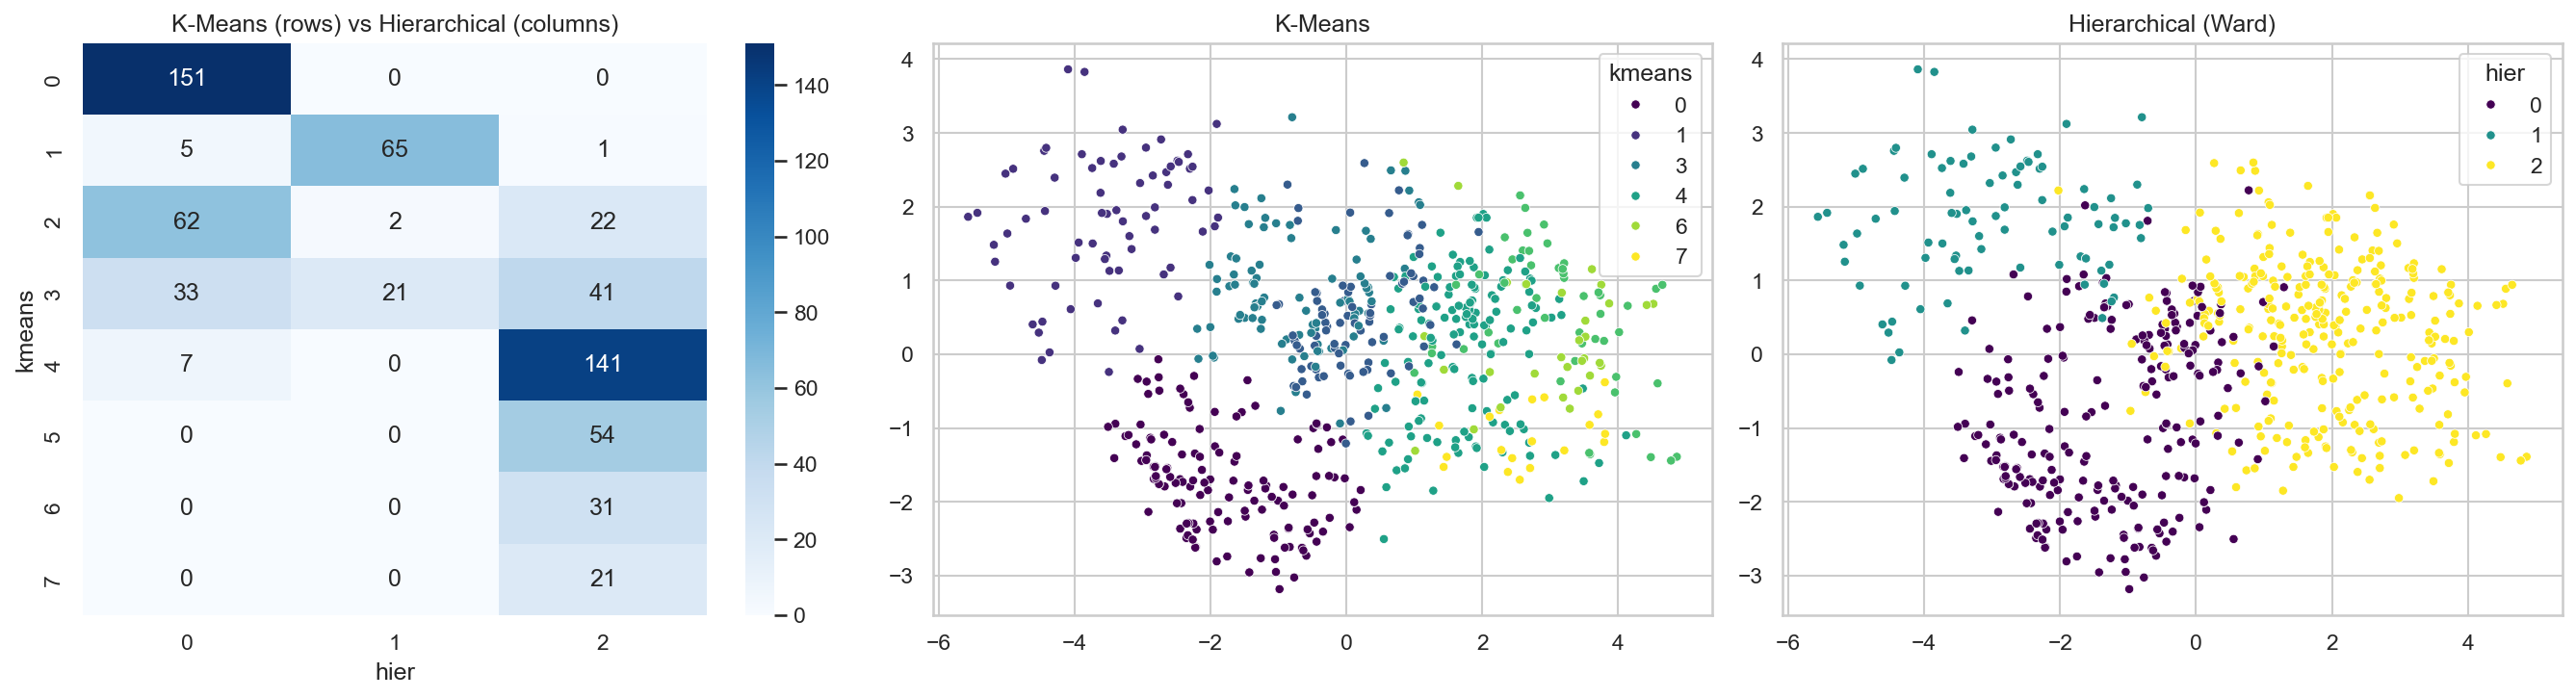 K-Means (rows) vs Hierarchical (columns)
kmeans
0
1
2
3
4
5
6
7
151 0 0
5 65 1
62 2 22
33 21 41
7 0 141
0 0 54
0 0 31
0 0 21
0 1 2
hier
140
120
100
80
60
40
20
0
K-Means
4
3
2
1
0
−1
−2
−3
−6 −4 −2 0 2 4
kmeans
0
1
3
4
6
7
Hierarchical (Ward)
4
3
2
1
0
−1
−2
−3
−6 −4 −2 0 2 4
hier
0
1
2